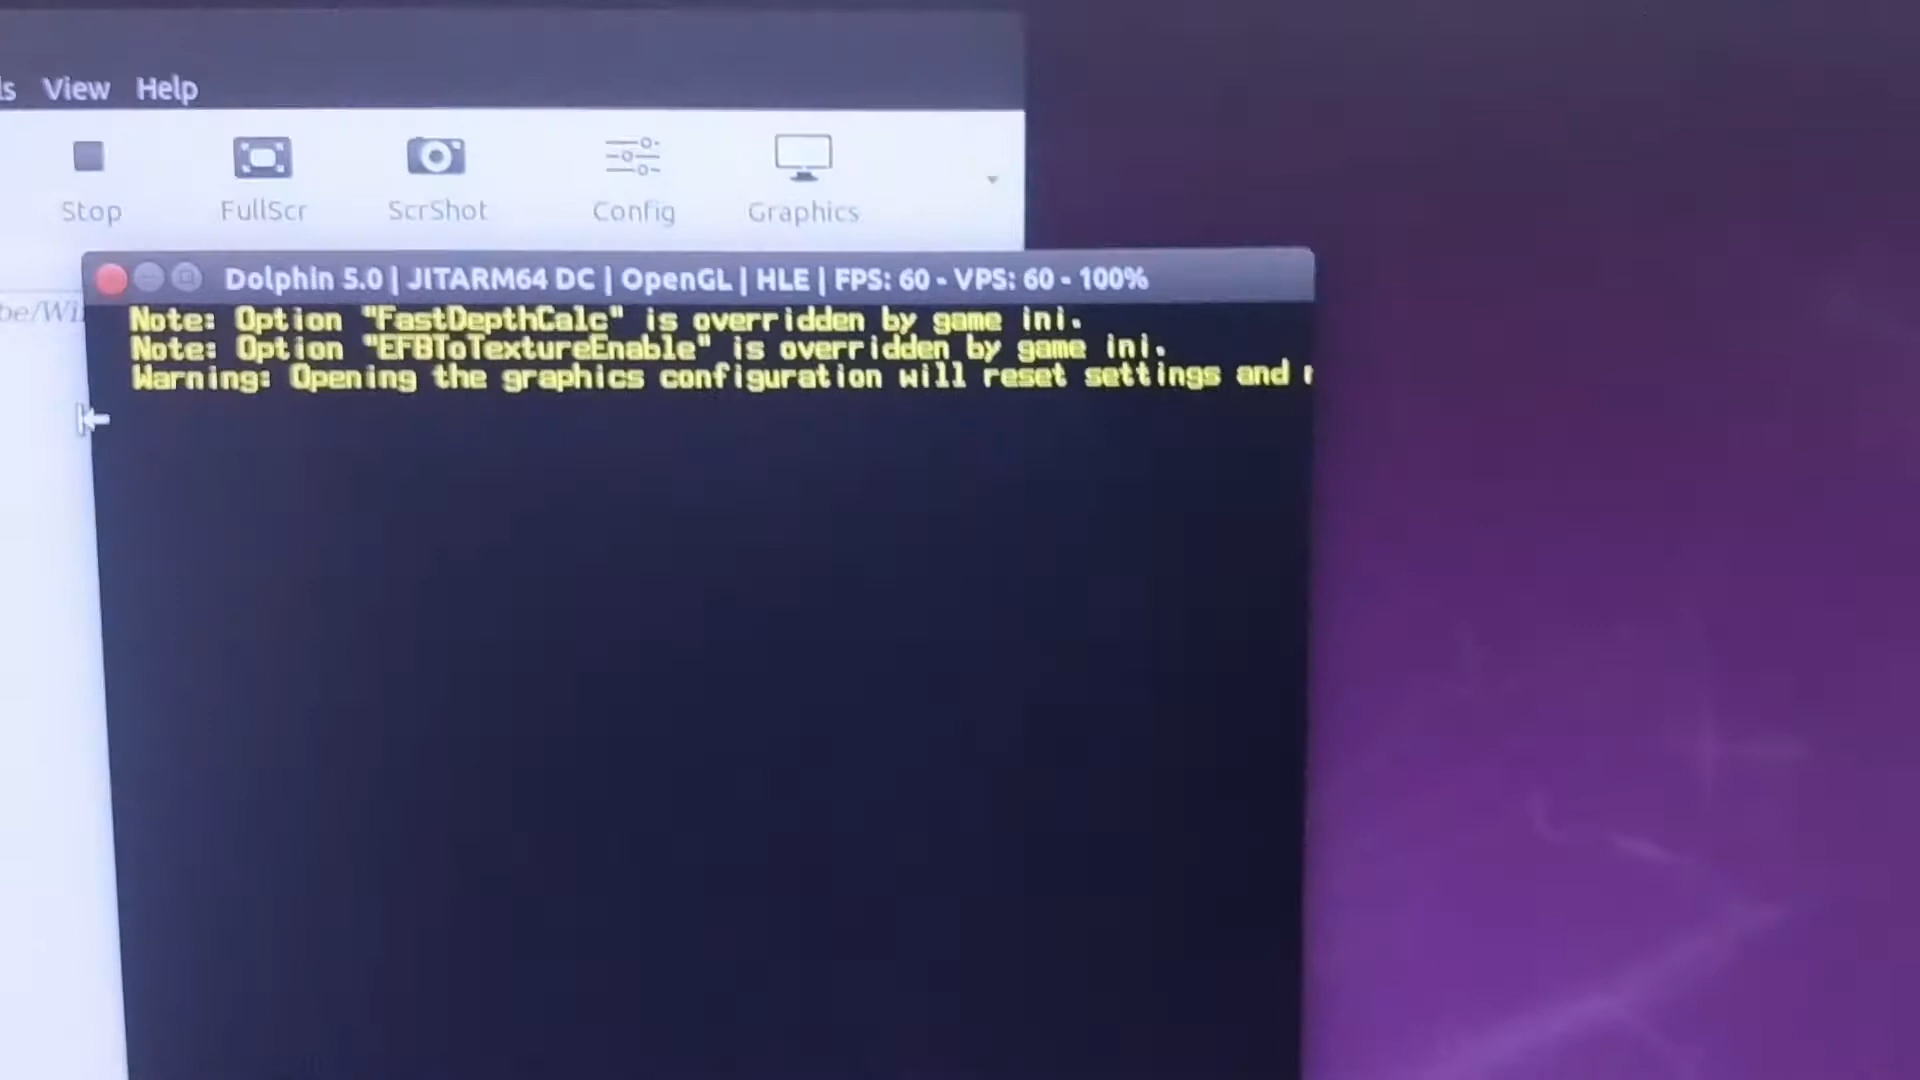 View Help
Stop FullScr ScrShot Config Graphics
Dolphin 5.0 | JITARM64 DC | OpenGL | HLE | FPS: 60 - VPS: 60 - 100%
Note: Option "FastDepthCalc" is overridden by game ini.
Note: Option "EFBToTextureEnable" is overridden by game ini.
Warning: Opening the graphics configuration will reset settings and